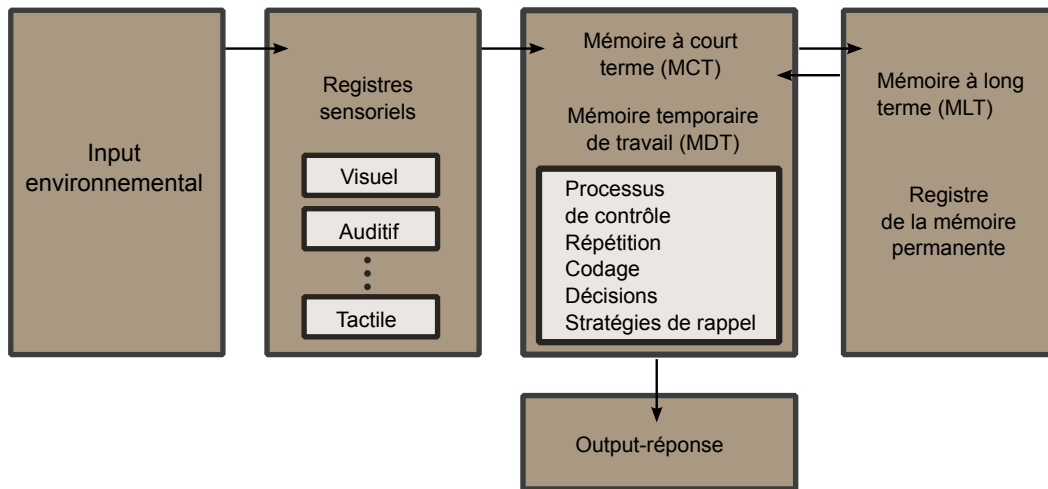 Input
environnemental
Registres
sensoriels
Visuel
Auditif
Tactile
Mémoire à court
terme (MCT)
Mémoire temporaire
de travail (MDT)
Processus
de contrôle
Répétition
Codage
Décisions
Stratégies de rappel
Mémoire à long
terme (MLT)
Registre
de la mémoire
permanente
Output-réponse